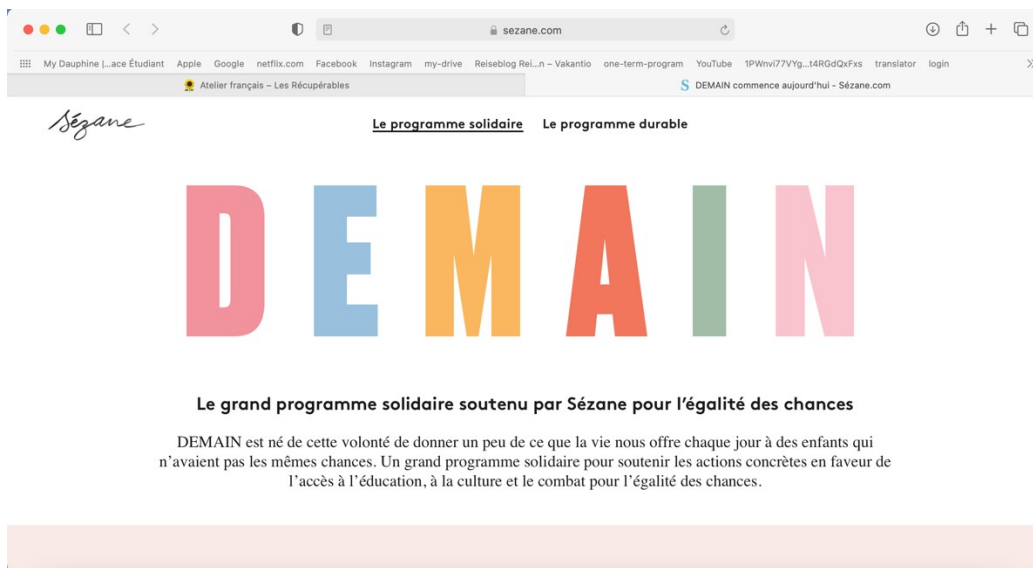 sezane.com
My Dauphine |...ace Étudiant Apple Google netflix.com Facebook Instagram my-drive Reiseblog Rei...n – Vakantio one-term-program YouTube 1PWnvi77VYg...t4RGdQxFxs translator login
Atelier français – Les Récupérables
S DEMAIN commence aujourd'hui - Sézane.com
Sézane
Le programme solidaire Le programme durable
DEMAIN
Le grand programme solidaire soutenu par Sézane pour l'égalité des chances
DEMAIN est né de cette volonté de donner un peu de ce que la vie nous offre chaque jour à des enfants qui
n'avaient pas les mêmes chances. Un grand programme solidaire pour soutenir les actions concrètes en faveur de
l'accès à l'éducation, à la culture et le combat pour l'égalité des chances.